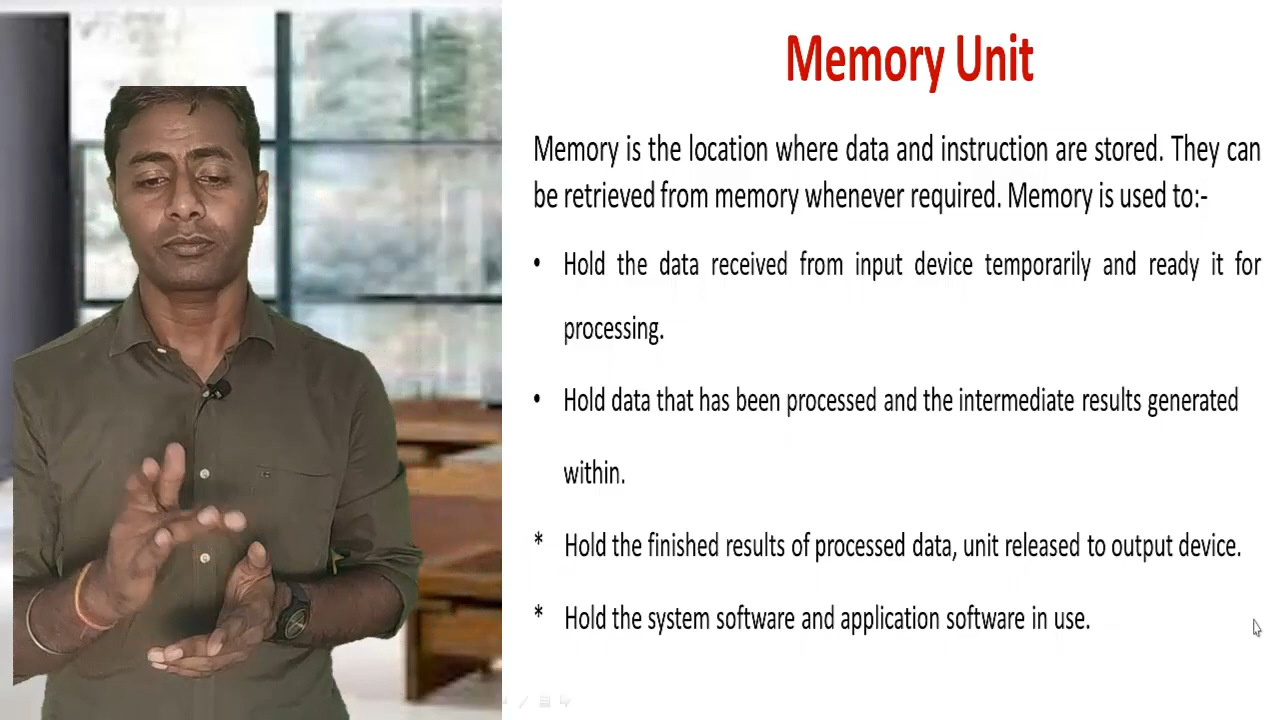 Memory Unit
Memory is the location where data and instruction are stored. They can
be retrieved from memory whenever required. Memory is used to:-
• Hold the data received from input device temporarily and ready it for
processing.
• Hold data that has been processed and the intermediate results generated
within.
* Hold the finished results of processed data, unit released to output device.
* Hold the system software and application software in use.